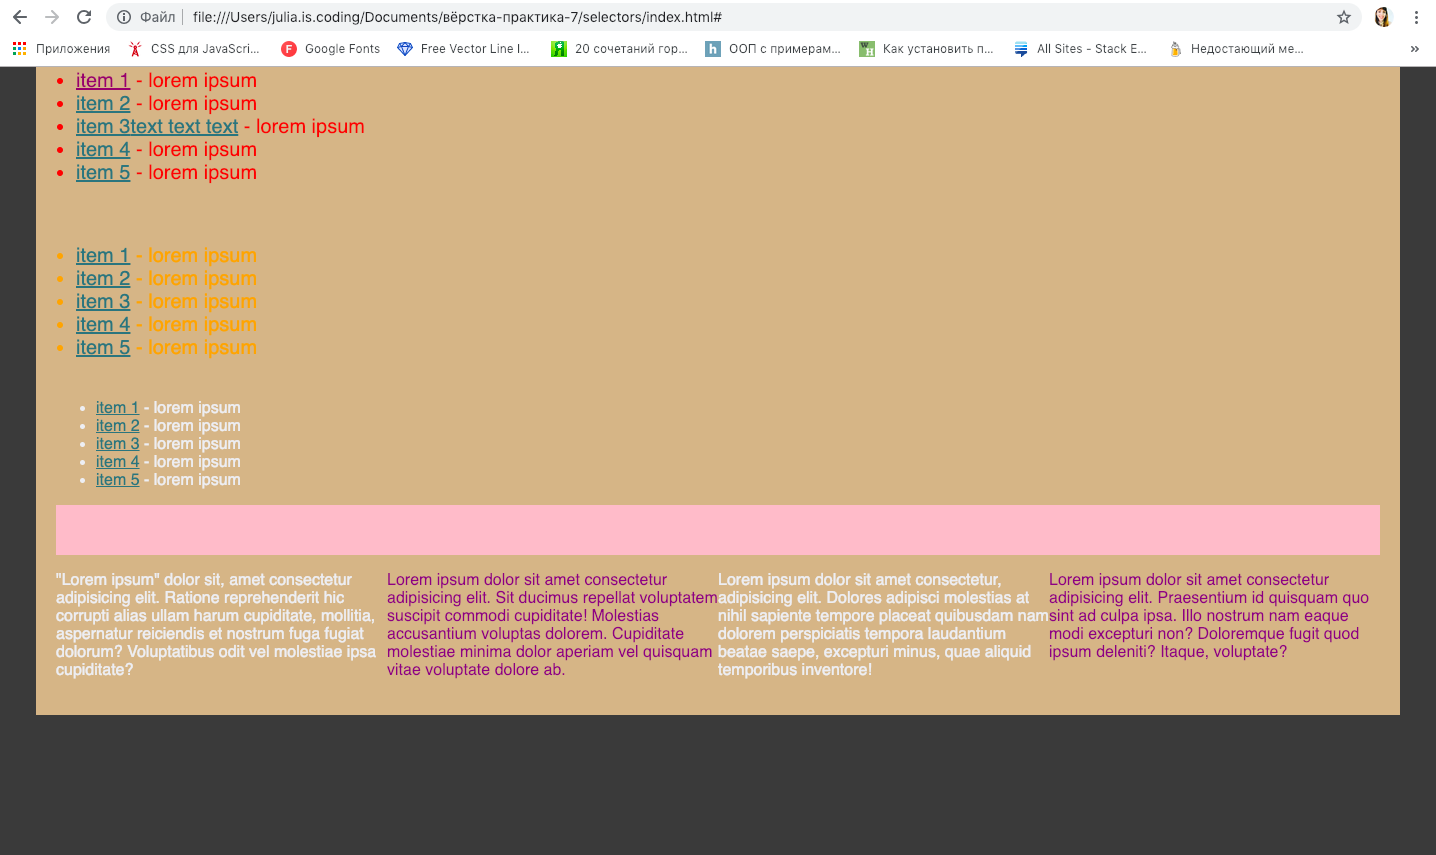 Файл
file:///Users/julia.is.coding/Documents/вёрстка-практика-7/selectors/index.html#
Приложения
CSS для JavaScri...
Google Fonts
Free Vector Line I...
20 сочетаний гор...
ООП с примерам...
Как установить п...
All Sites - Stack E...
Недостающий ме...
»
• item 1 - lorem ipsum
• item 2 - lorem ipsum
• item 3text text text - lorem ipsum
• item 4 - lorem ipsum
• item 5 - lorem ipsum
• item 1 - lorem ipsum
• item 2 - lorem ipsum
• item 3 - lorem ipsum
• item 4 - lorem ipsum
• item 5 - lorem ipsum
• item 1 - lorem ipsum
• item 2 - lorem ipsum
• item 3 - lorem ipsum
• item 4 - lorem ipsum
• item 5 - lorem ipsum
"Lorem ipsum" dolor sit, amet consectetur
adipisicing elit. Ratione reprehenderit hic
corrupti alias ullam harum cupiditate, mollitia,
aspernatur reiciendis et nostrum fuga fugiat
dolorum? Voluptatibus odit vel molestiae ipsa
cupiditate?
Lorem ipsum dolor sit amet consectetur
adipisicing elit. Sit ducimus repellat voluptatem
suscipit commodi cupiditate! Molestias
accusantium voluptas dolorem. Cupiditate
molestiae minima dolor aperiam vel quisquam
vitae voluptate dolore ab.
Lorem ipsum dolor sit amet consectetur,
adipisicing elit. Dolores adipisci molestias at
nihil sapiente tempore placeat quibusdam nam
dolorem perspiciatis tempora laudantium
beatae saepe, excepturi minus, quae aliquid
temporibus inventore!
Lorem ipsum dolor sit amet consectetur
adipisicing elit. Praesentium id quisquam quo
sint ad culpa ipsa. Illo nostrum nam eaque
modi excepturi non? Doloremque fugit quod
ipsum deleniti? Itaque, voluptate?